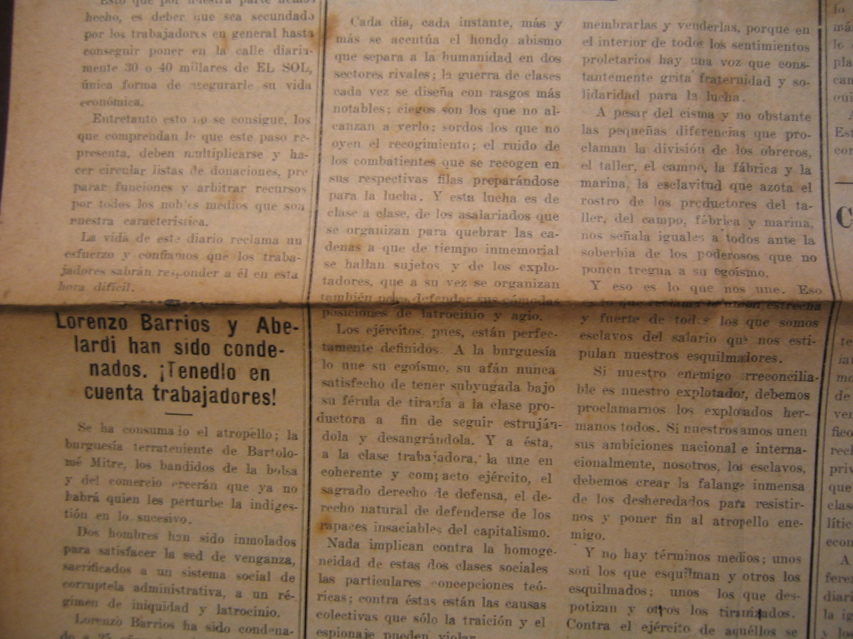 Esto que por nuestra parte
hecho, es deber que sea secundado
por los trabajadores en general hasta
conseguir poner en la calle diaria-
mente 30 o 40 millares de EL SOL,
única forma de asegurarle su vida
económica.
Entretanto esto no se consigue, los
que comprendan lo que este paso re-
presenta, deben multiplicarse y ha-
cer circular listas de donaciones, pre
parar funciones y arbitrar recursos
por todos los nobles medios que son
nuestra característica.
La vida de este diario reclama un
esfuerzo y confiamos que los traba-
jadores sabrán responder a él en esta
hora difícil.
Lorenzo Barrios y Abe-
lardi han sido conde-
nados. ¡Tenedlo en
cuenta trabajadores!
Se ha consumado el atropello; la
burguesía terrateniente de Bartolo-
mé Mitre, los bandidos de la bolsa
y del comercio creerán que ya no
habrá quien les perturbe la indiges-
tión en lo sucesivo.
Dos hombres han sido inmolados
para satisfacer la sed de venganza,
sacrificados a un sistema social de
corruptela administrativa, a un ré-
gimen de iniquidad y latrocinio.
Lorenzo Barrios ha sido condena-
Cada día, cada instante, más y
más se acentúa el hondo abismo
que separa a la humanidad en dos
sectores rivales; la guerra de clases
cada vez se diseña con rasgos más
notables; ciegos son los que no al-
canzan a verlo; sordos los que no
oyen el recogimiento; el ruido de
los combatientes que se recogen en
sus respectivas filas preparándose
para la lucha. Y esta lucha es de
clase a clase, de los asalariados que
se organizan para quebrar las ca-
denas a que de tiempo inmemorial
se hallan sujetos y de los explo-
tadores, que a su vez se organizan
también para defender sus cómodas
posiciones de latrocinio y agio.
Los ejércitos, pues, están perfec-
tamente definidos. A la burguesía
lo une su egoísmo, su afán nunca
satisfecho de tener subyugada bajo
su férula de tiranía a la clase pro-
ductora a fin de seguir estruján-
dola y desangrándola. Y a ésta,
a la clase trabajadora, la une en
coherente y compacto ejército, el
sagrado derecho de defensa, el de-
recho natural de defenderse de los
rapaces insaciables del capitalismo.
Nada implican contra la homoge-
neidad de estas dos clases sociales
las particulares concepciones teó-
ricas; contra éstas están las causas
colectivas que sólo la traición y el
espionaje pueden violar
membrarlas y venderlas, porque en
el interior de todos los sentimientos
proletarios hay una voz que cons-
tantemente grita fraternidad y so-
lidaridad para la lucha.
A pesar del cisma y no obstante
las pequeñas diferencias que pro-
claman la división de los obreros,
el taller, el campo, la fábrica y la
marina, la esclavitud que azota el
rostro de los productores del ta-
ller, del campo, fábrica y marina,
nos señala iguales a todos ante la
soberbia de los poderosos que no
ponen tregua a su egoísmo.
Y eso es lo que nos une. Eso
estrecha
y fuerte de todos los que somos
esclavos del salario que nos esti-
pulan nuestros esquilmadores.
Si nuestro enemigo irreconcilia-
ble es nuestro explotador, debemos
proclamarnos los explotados her-
manos todos. Si nuestros amos unen
sus ambiciones nacional e interna-
cionalmente, nosotros, los esclavos,
debemos crear la falange inmensa
de los desheredados para resistir-
nos y poner fin al atropello ene-
migo.
Y no hay términos medios; unos
son los que esquilman y otros los
esquilmados; unos los que des-
potizan y otros los tiranizados.
Contra el ejército de aquéllos se